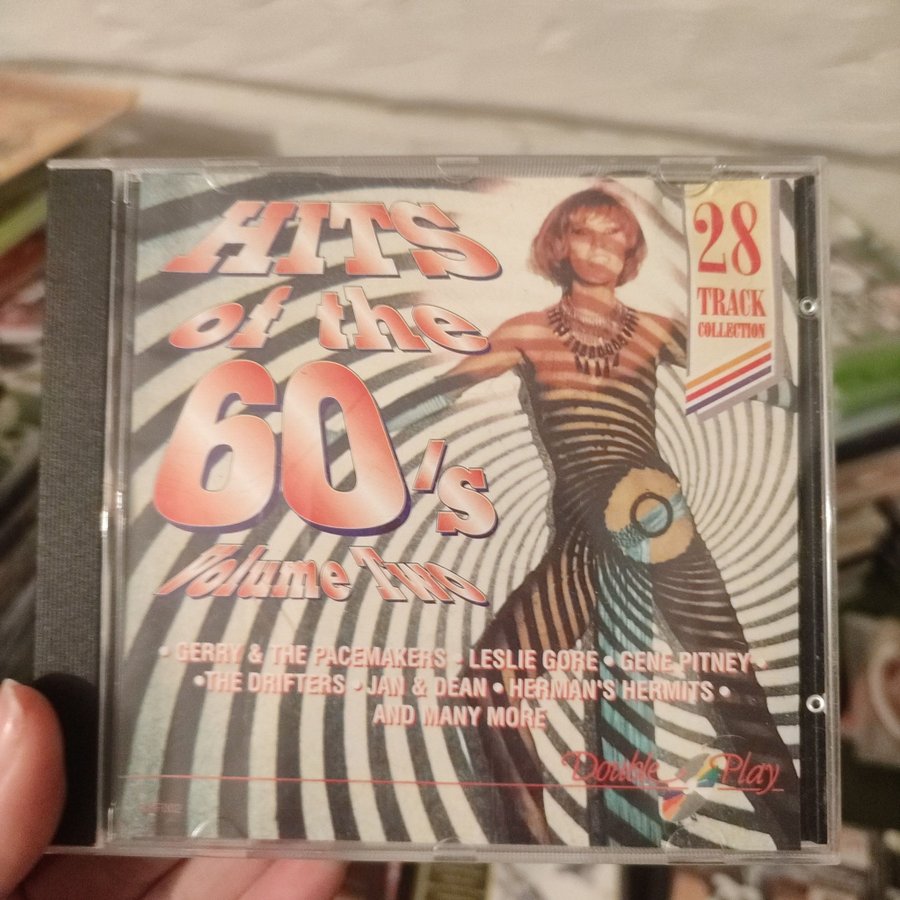 HITS
of the
60's
Volume Two
28
TRACK
COLLECTION
• GERRY & THE PACEMAKERS • LESLIE GORE • GENE PITNEY •
• THE DRIFTERS • JAN & DEAN • HERMAN'S HERMITS •
AND MANY MORE
Double Play